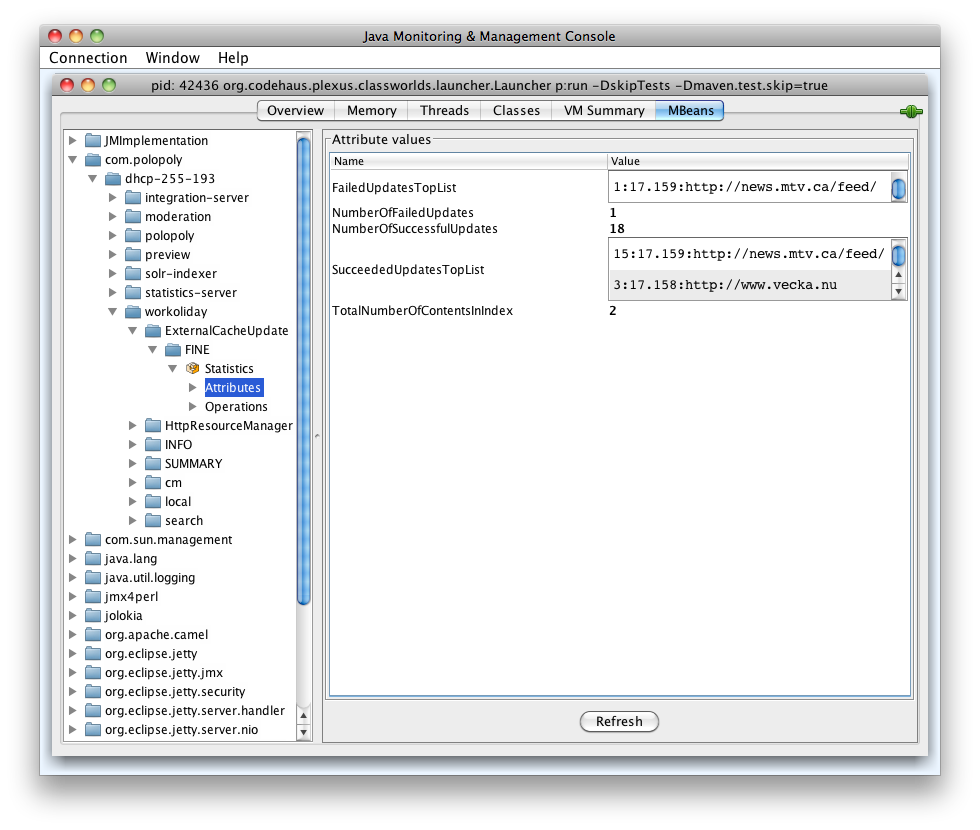 Java Monitoring & Management Console
Connection Window Help
pid: 42436 org.codehaus.plexus.classworlds.launcher.Launcher p:run -DskipTests -Dmaven.test.skip=true
Overview Memory Threads Classes VM Summary MBeans
JMImplementation
com.polopoly
dhcp-255-193
integration-server
moderation
polopoly
preview
solr-indexer
statistics-server
workoliday
ExternalCacheUpdate
FINE
Statistics
Attributes
Operations
HttpResourceManager
INFO
SUMMARY
cm
local
search
com.sun.management
java.lang
java.util.logging
jmx4perl
jolokia
org.apache.camel
org.eclipse.jetty
org.eclipse.jetty.jmx
org.eclipse.jetty.security
org.eclipse.jetty.server.handler
org.eclipse.jetty.server.nio
Attribute values
Name Value
FailedUpdatesTopList 1:17.159:http://news.mtv.ca/feed/
NumberOfFailedUpdates 1
NumberOfSuccessfulUpdates 18
15:17.159:http://news.mtv.ca/feed/
SucceededUpdatesTopList
3:17.158:http://www.vecka.nu
TotalNumberOfContentsInIndex 2
Refresh